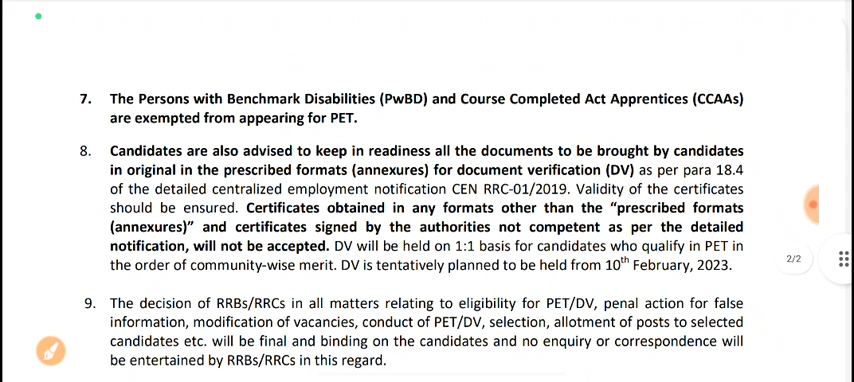 7. The Persons with Benchmark Disabilities (PwBD) and Course Completed Act Apprentices (CCAAs)
are exempted from appearing for PET.
8. Candidates are also advised to keep in readiness all the documents to be brought by candidates
in original in the prescribed formats (annexures) for document verification (DV) as per para 18.4
of the detailed centralized employment notification CEN RRC-01/2019. Validity of the certificates
should be ensured. Certificates obtained in any formats other than the “prescribed formats
(annexures)” and certificates signed by the authorities not competent as per the detailed
notification, will not be accepted. DV will be held on 1:1 basis for candidates who qualify in PET in
the order of community-wise merit. DV is tentatively planned to be held from 10th February, 2023.
2/2
9. The decision of RRBs/RRCs in all matters relating to eligibility for PET/DV, penal action for false
information, modification of vacancies, conduct of PET/DV, selection, allotment of posts to selected
candidates etc. will be final and binding on the candidates and no enquiry or correspondence will
be entertained by RRBs/RRCs in this regard.